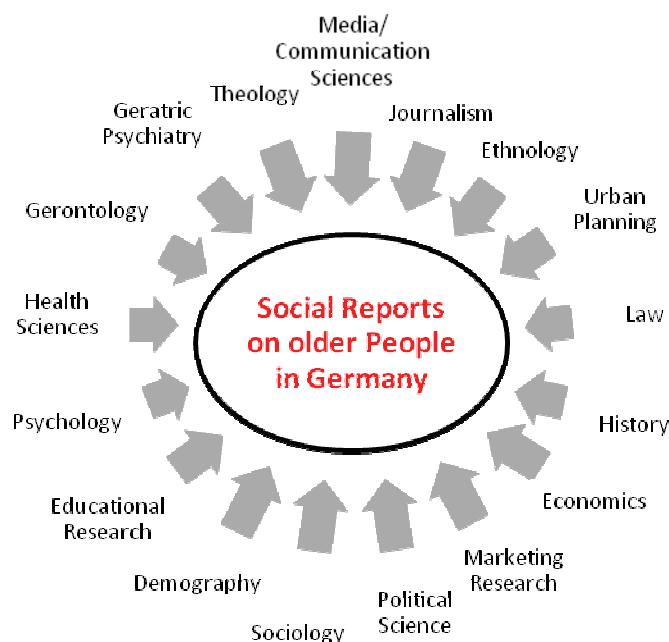 Media/
Communication
Sciences
Theology
Journalism
Geratric
Psychiatry
Ethnology
Urban
Planning
Gerontology
Health
Sciences
Social Reports
on older People
in Germany
Law
Psychology
History
Educational
Research
Economics
Marketing
Research
Demography
Political
Science
Sociology